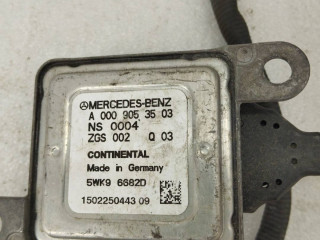 MERCEDES-BENZ
A 000 905 35 03
NS 0004
ZGS 002 Q 03
CONTINENTAL
Made in Germany
5WK9 6682D
1502250443 09